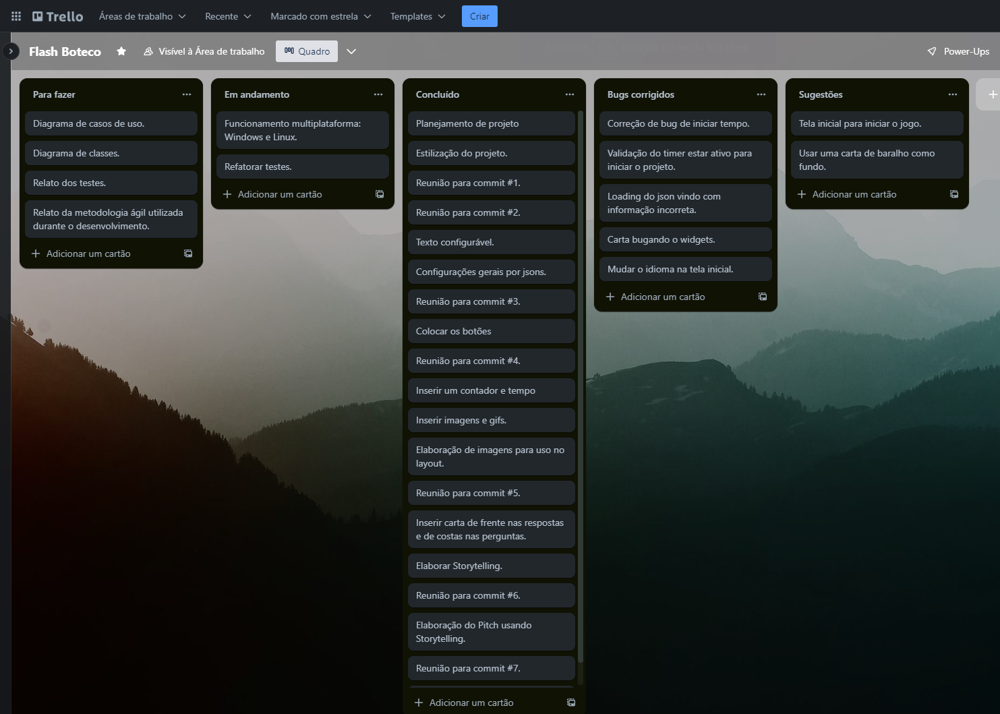 Trello
Áreas de trabalho
Recente
Marcado com estrela
Templates
Criar
Flash Boteco
Visível à Área de trabalho
Quadro
Power-Ups
Para fazer
Diagrama de casos de uso.
Diagrama de classes.
Relato dos testes.
Relato da metodologia ágil utilizada
durante o desenvolvimento.
Adicionar um cartão
Em andamento
Funcionamento multiplataforma:
Windows e Linux.
Refatorar testes.
Adicionar um cartão
Concluído
Planejamento de projeto
Estilização do projeto.
Reunião para commit #1.
Reunião para commit #2.
Texto configurável.
Configurações gerais por jsons.
Reunião para commit #3.
Colocar os botões
Reunião para commit #4.
Inserir um contador e tempo
Inserir imagens e gifs.
Elaboração de imagens para uso no
layout.
Reunião para commit #5.
Inserir carta de frente nas respostas
e de costas nas perguntas.
Elaborar Storytelling.
Reunião para commit #6.
Elaboração do Pitch usando
Storytelling.
Reunião para commit #7.
Adicionar um cartão
Bugs corrigidos
Correção de bug de iniciar tempo.
Validação do timer estar ativo para
iniciar o projeto.
Loading do json vindo com
informação incorreta.
Carta bugando o widgets.
Mudar o idioma na tela inicial.
Adicionar um cartão
Sugestões
Tela inicial para iniciar o jogo.
Usar uma carta de baralho como
fundo.
Adicionar um cartão